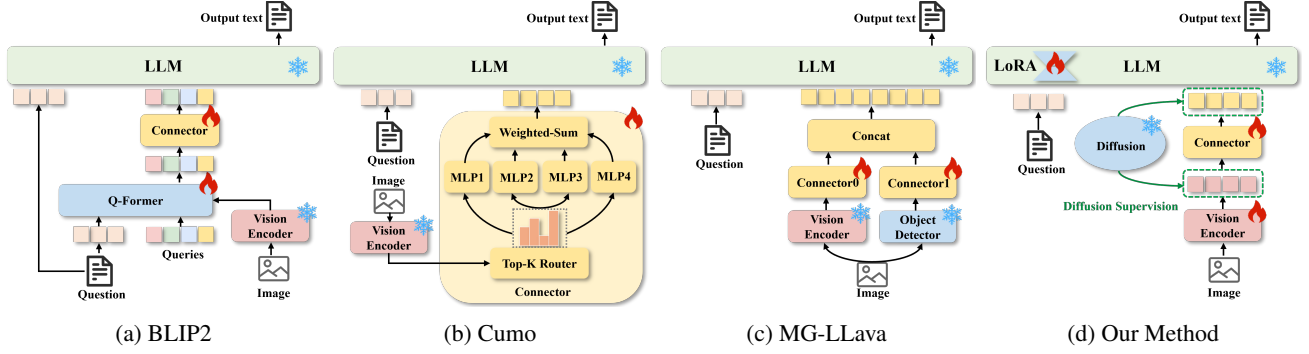 Output text
LLM
Connector
Q-Former
Vision
Encoder
Queries
Question
Image
(a) BLIP2
Output text
LLM
Question
Image
Vision
Encoder
Weighted-Sum
MLP1
MLP2
MLP3
MLP4
Top-K Router
Connector
(b) Cumo
Output text
LLM
Question
Concat
Connector0
Connector1
Vision
Encoder
Object
Detector
Image
(c) MG-LLava
Output text
LoRA
LLM
Question
Diffusion
Connector
Diffusion Supervision
Vision
Encoder
Image
(d) Our Method